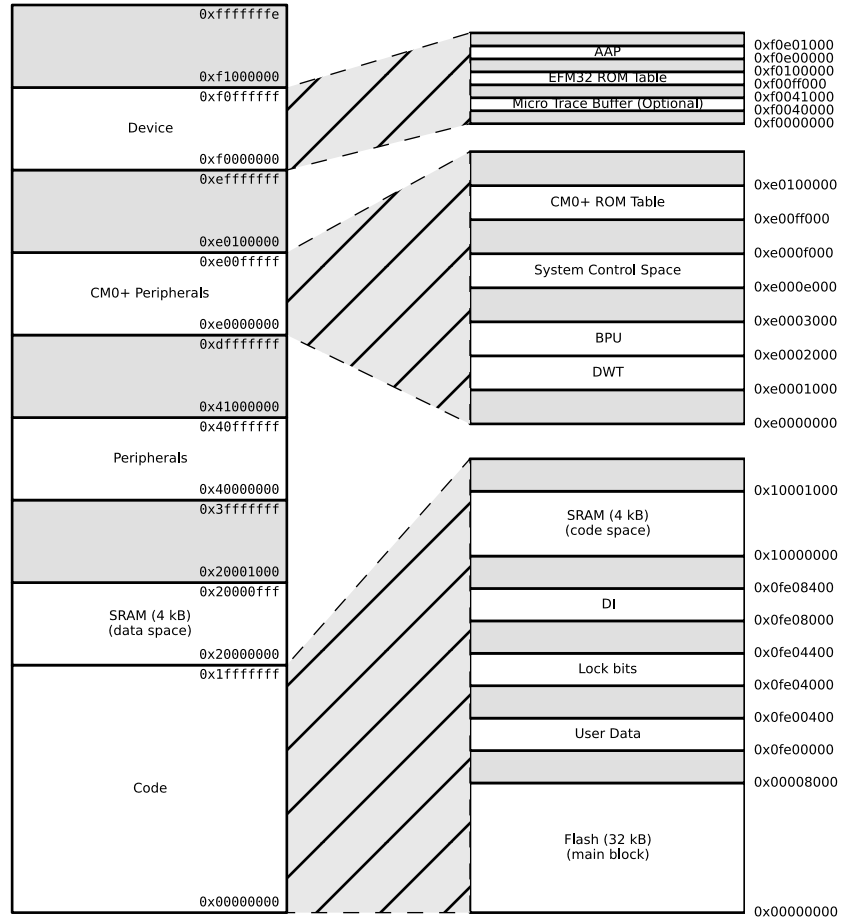 0xfffffffe
0xf1000000
0xf0ffffff
Device
0xf0000000
0xefffffff
0xe0100000
0xe00fffff
CM0+ Peripherals
0xe0000000
0xdfffffff
0x41000000
0x40ffffff
Peripherals
0x40000000
0x3fffffff
0x20001000
0x20000fff
SRAM (4 kB)
(data space)
0x20000000
0x1fffffff
Code
0x00000000
0xf0e01000
AAP
0xf0e00000
0xf0100000
EFM32 ROM Table
0xf00ff000
0xf0041000
Micro Trace Buffer (Optional)
0xf0040000
0xf0000000
0xe0100000
CM0+ ROM Table
0xe00ff000
0xe000f000
System Control Space
0xe000e000
0xe0003000
BPU
0xe0002000
DWT
0xe0001000
0xe0000000
0x10001000
SRAM (4 kB)
(code space)
0x10000000
0x0fe08400
DI
0x0fe08000
0x0fe04400
Lock bits
0x0fe04000
0x0fe00400
User Data
0x0fe00000
0x00008000
Flash (32 kB)
(main block)
0x00000000